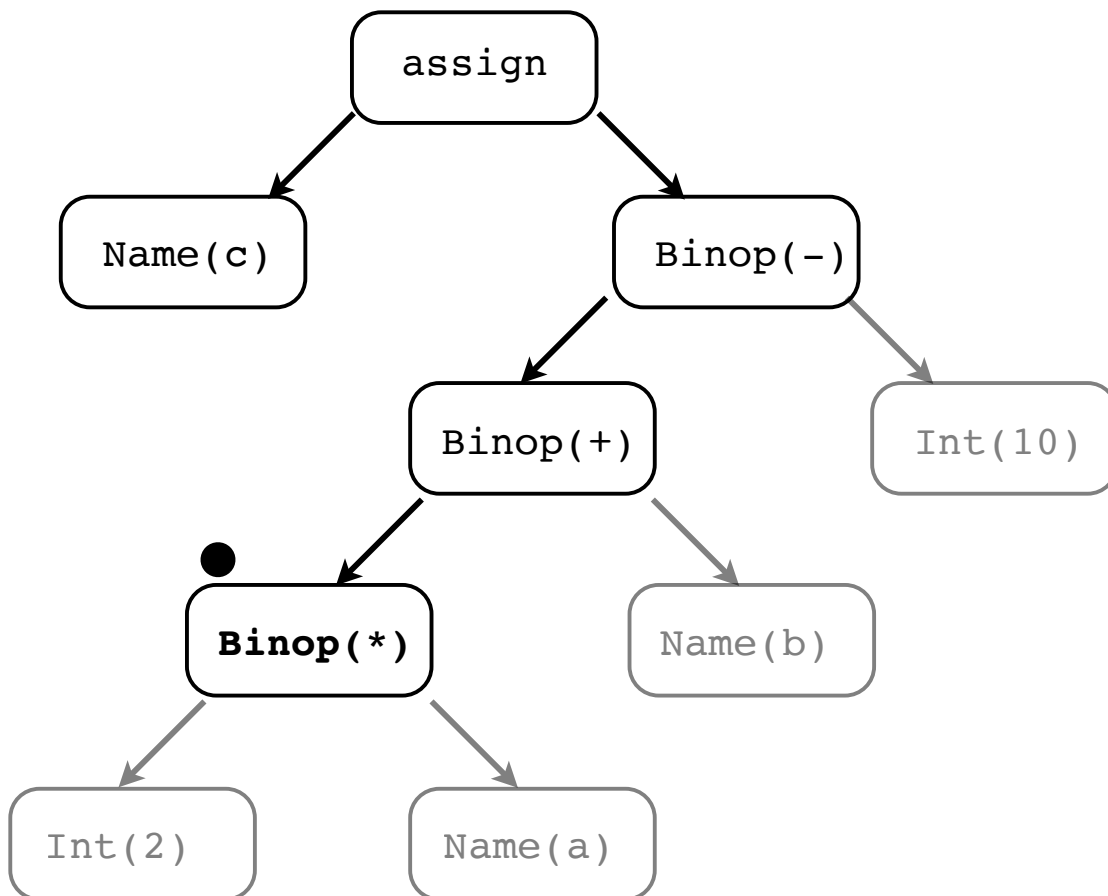 assign
Name(c)
Binop(-)
Binop(+)
Int(10)
Binop(*)
Name(b)
Int(2)
Name(a)